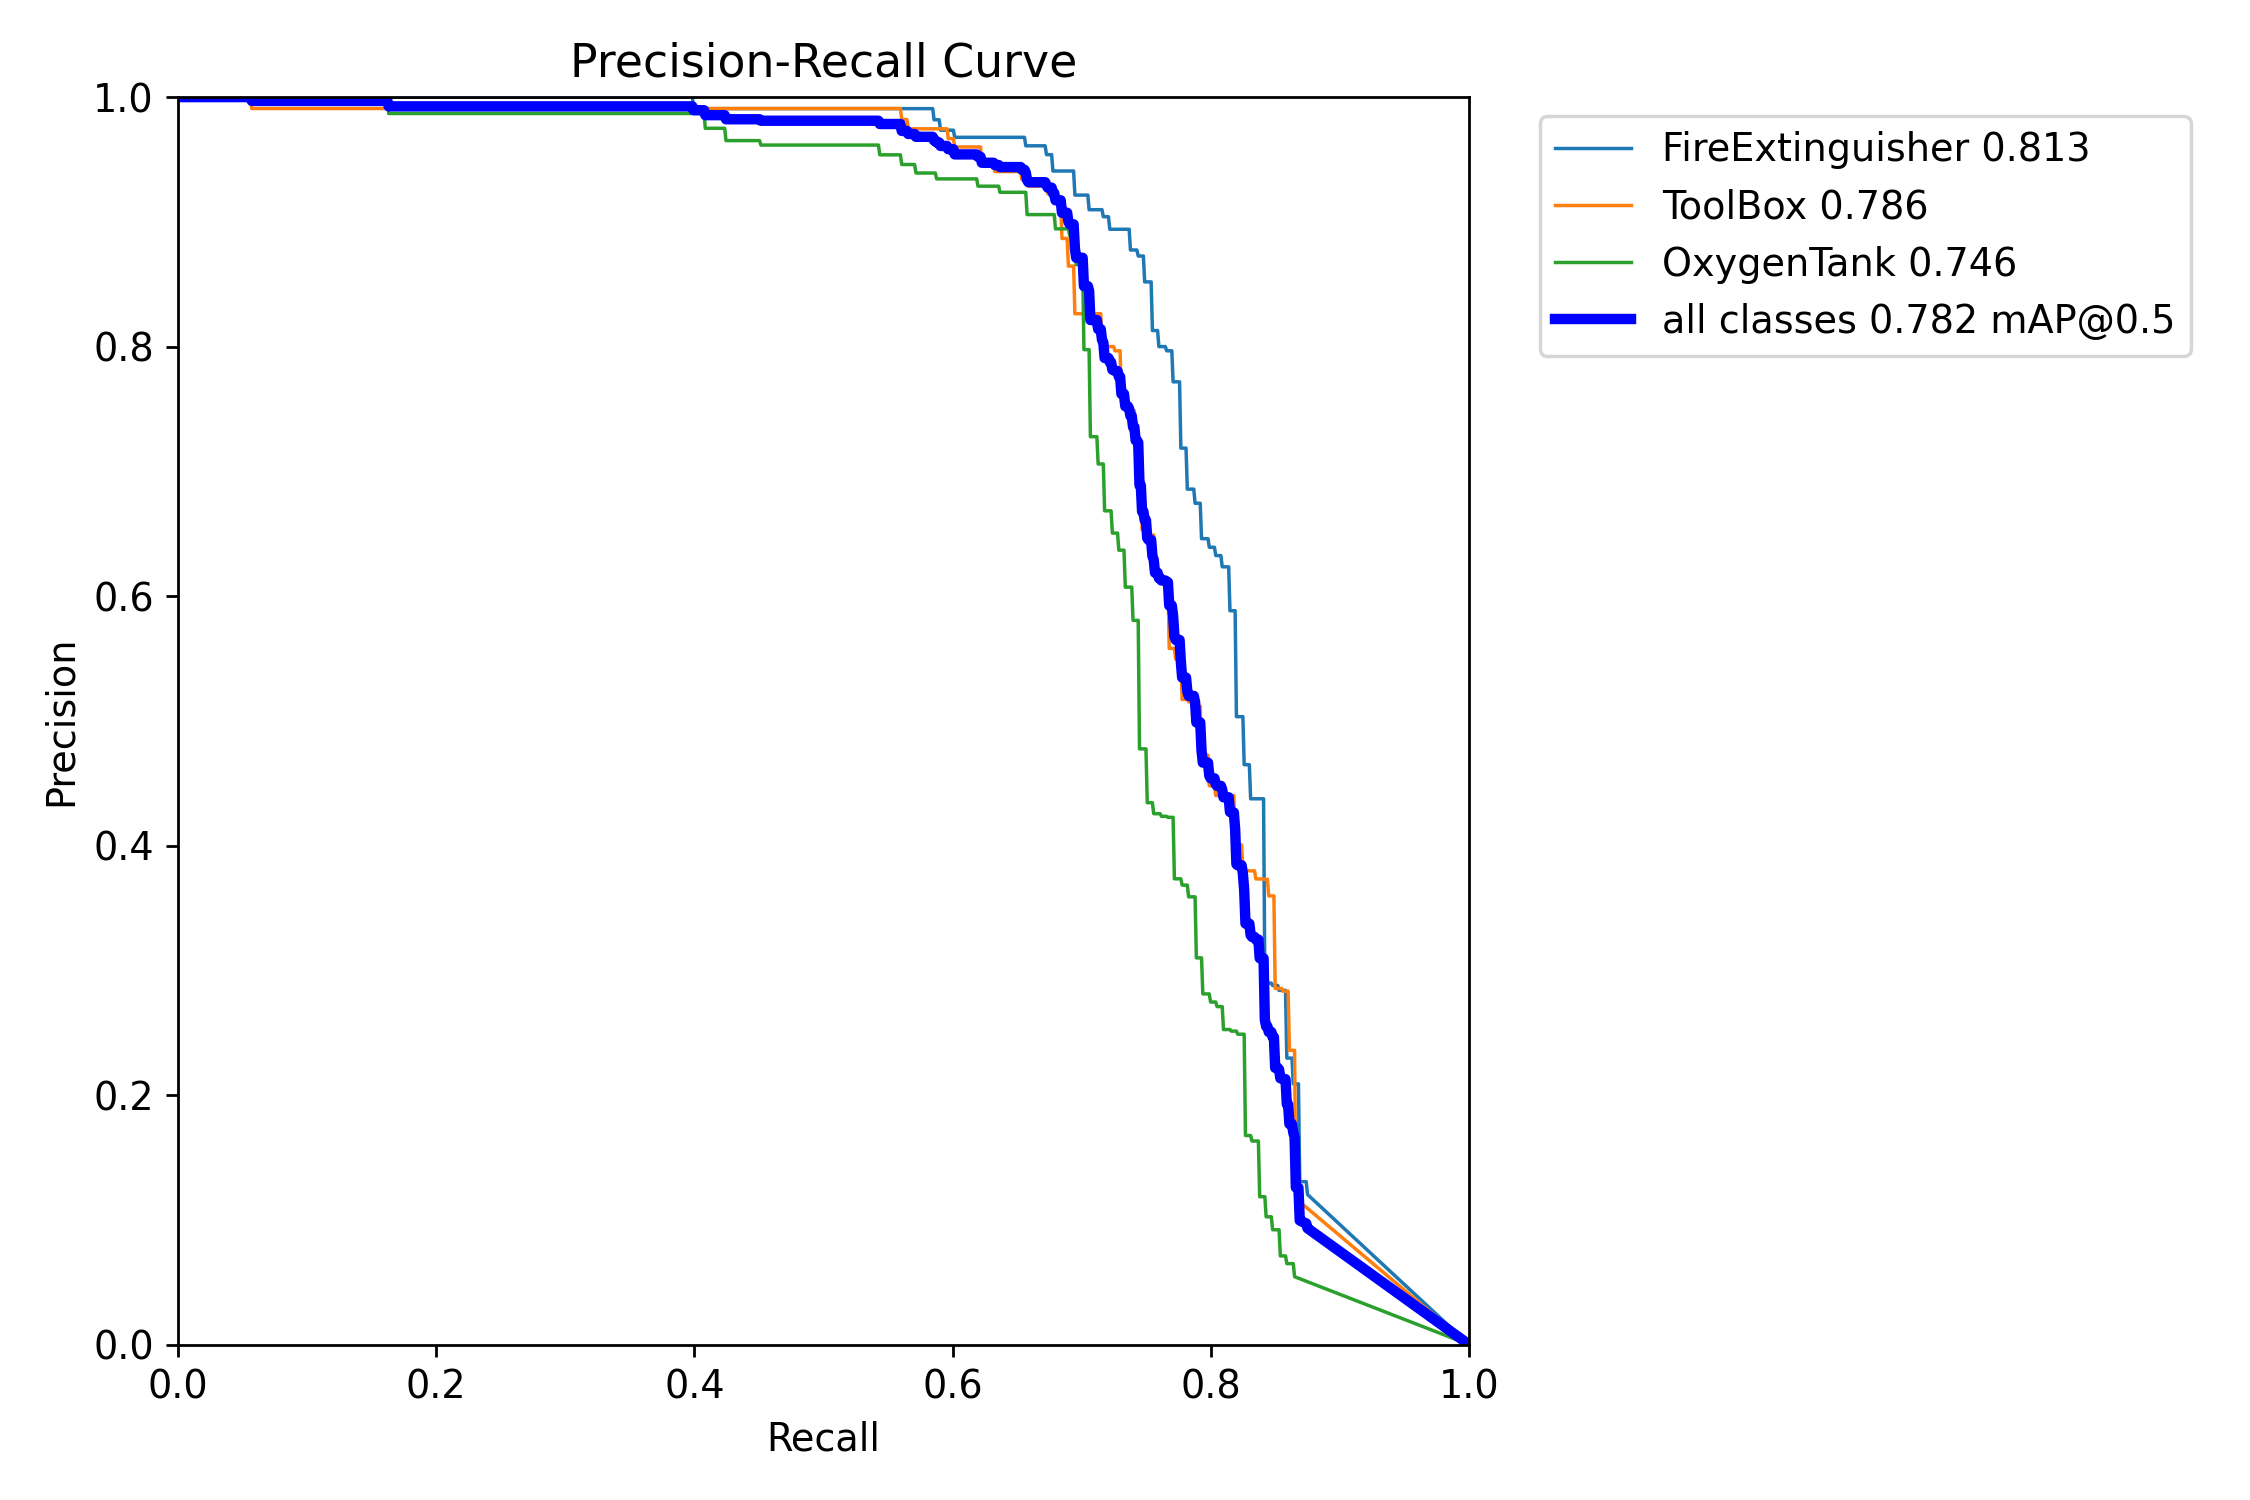 Precision-Recall Curve
1.0
0.8
0.6
0.4
0.2
0.0
Precision
0.0 0.2 0.4 0.6 0.8 1.0
Recall
FireExtinguisher 0.813
ToolBox 0.786
OxygenTank 0.746
all classes 0.782 mAP@0.5